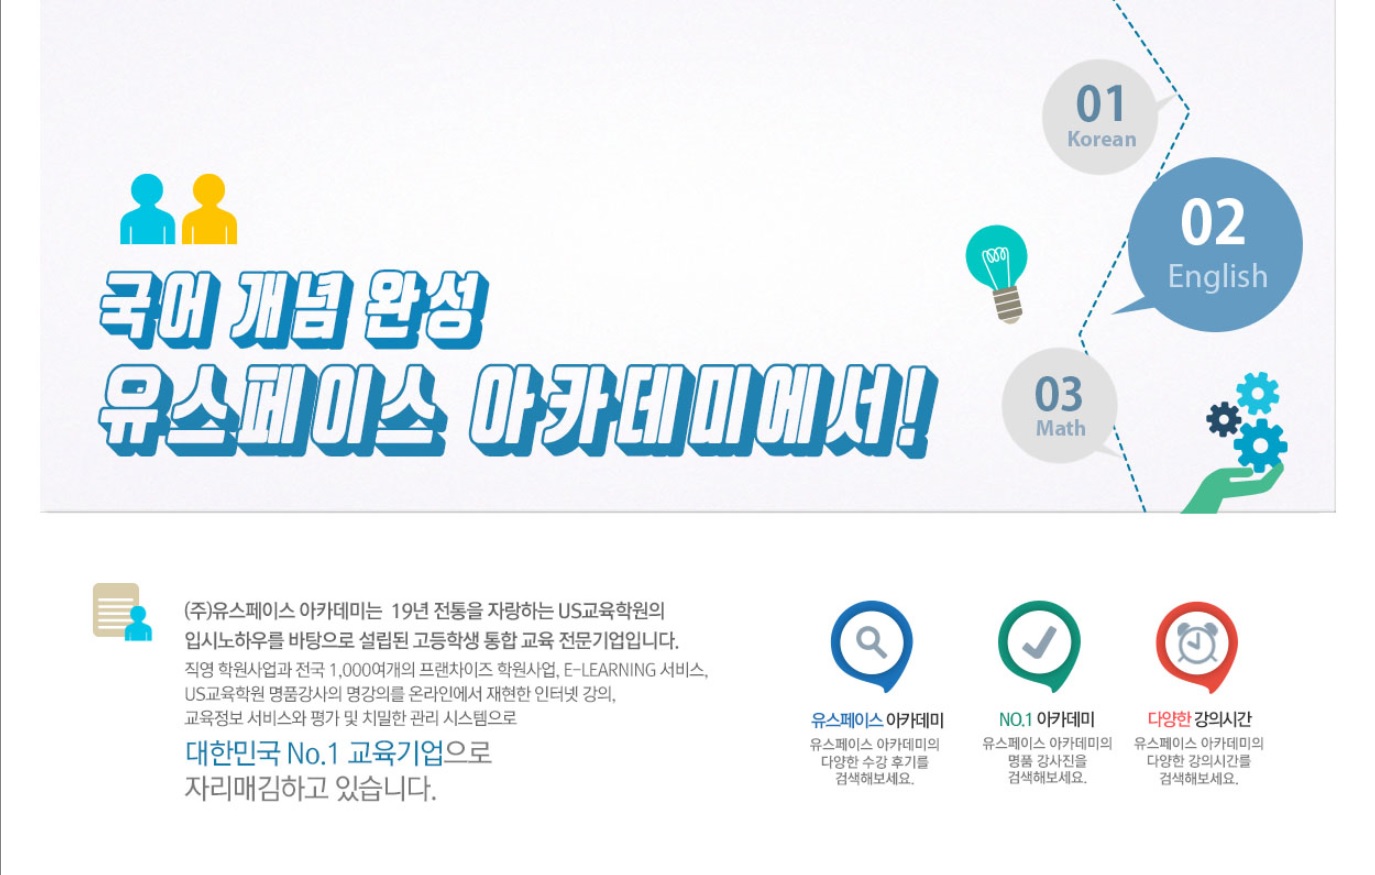 01
Korean
02
English
국어 개념 완성
유스페이스 아카데미에서!
03
Math
(주)유스페이스 아카데미는 19년 전통을 자랑하는 US교육학원의
입시노하우를 바탕으로 설립된 고등학생 통합 교육 전문기업입니다.
직영 학원사업과 전국 1,000여개의 프랜차이즈 학원사업, E-LEARNING 서비스,
US교육학원 명품강사의 명강의를 온라인에서 재현한 인터넷 강의,
교육정보 서비스와 평가 및 치밀한 관리 시스템으로
대한민국 No.1 교육기업으로
자리매김하고 있습니다.
유스페이스 아카데미
유스페이스 아카데미의
다양한 수강 후기를
검색해보세요.
NO.1 아카데미
유스페이스 아카데미의
명품 강사진을
검색해보세요.
다양한 강의시간
유스페이스 아카데미의
다양한 강의시간를
검색해보세요.